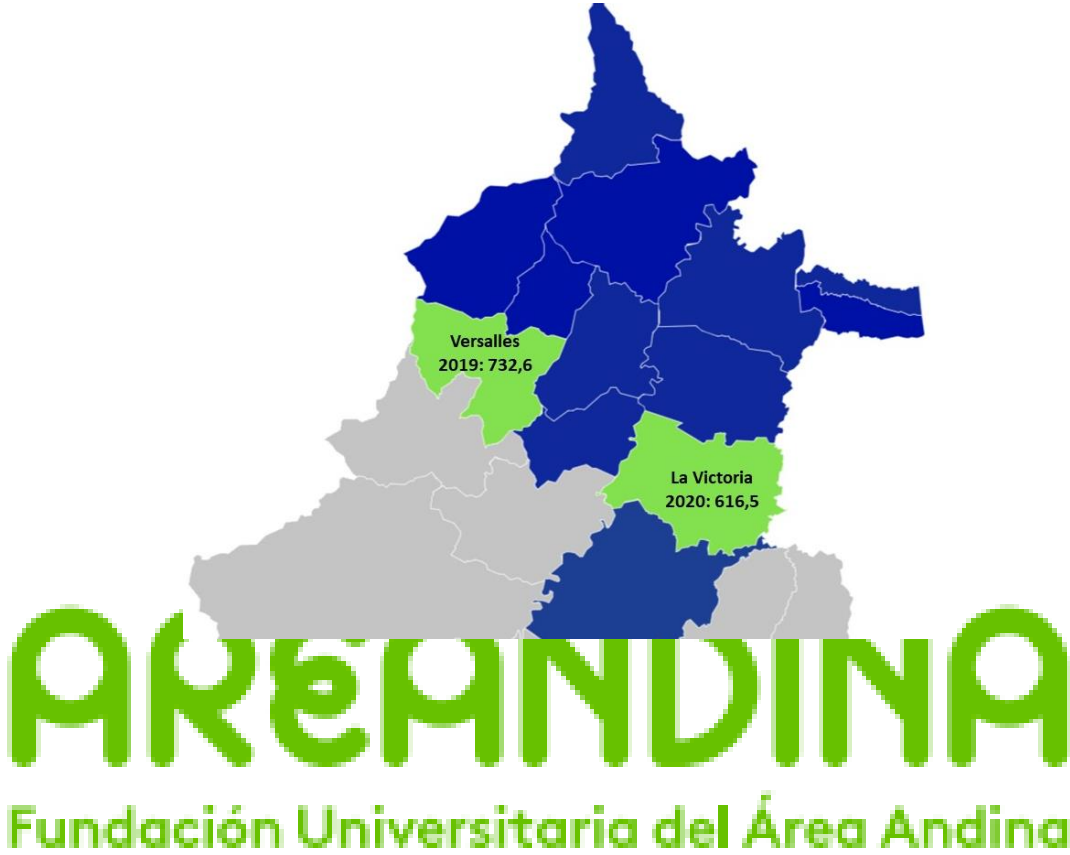 Versalles
2019: 732,6
La Victoria
2020: 616,5
AREANDINA
Fundación Universitaria del Área Andina